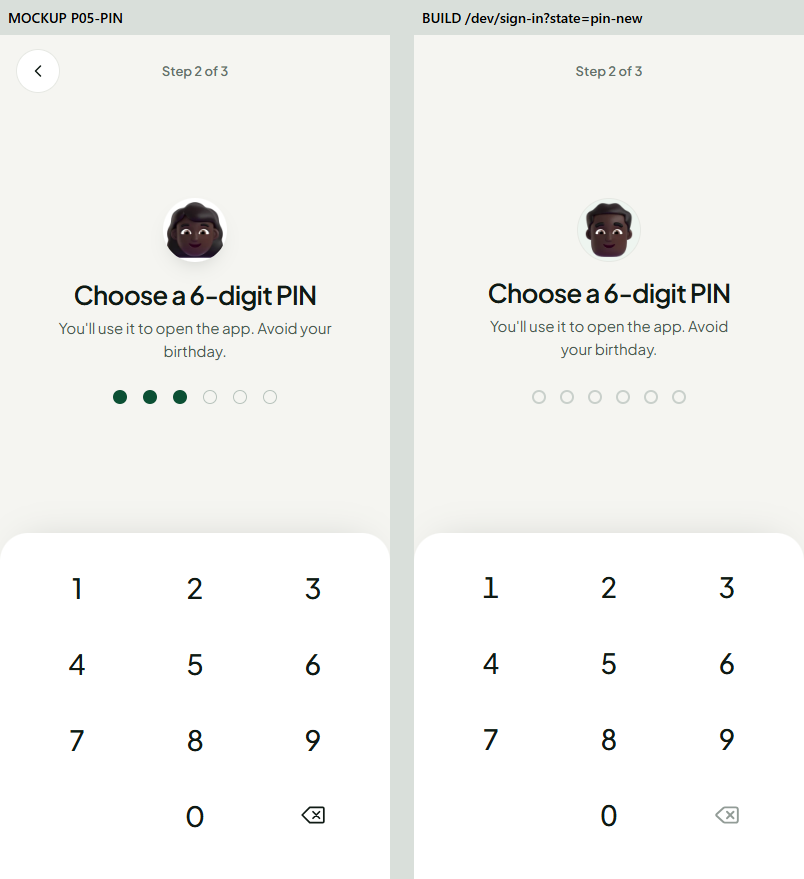 MOCKUP P05-PIN
Step 2 of 3
Choose a 6-digit PIN
You'll use it to open the app. Avoid your
birthday.
1 2 3
4 5 6
7 8 9
0
BUILD /dev/sign-in?state=pin-new
Step 2 of 3
Choose a 6-digit PIN
You'll use it to open the app. Avoid
your birthday.
1 2 3
4 5 6
7 8 9
0